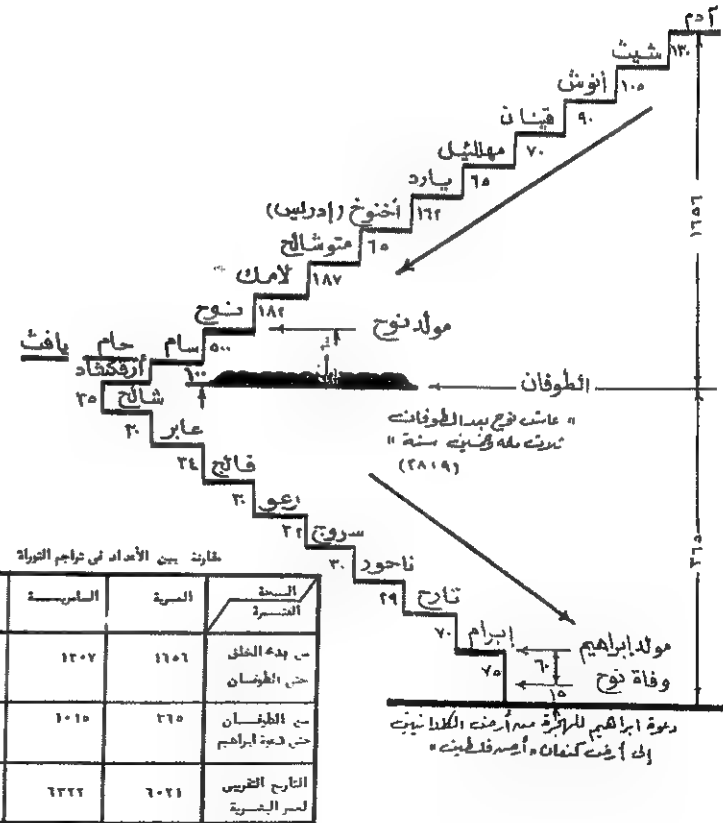 آدم
١٣٠
شيث
١٠٥
أنوش
٩٠
قينان
٧٠
مهللئيل
٦٥
يارد
١٦٢
أخنوخ (إدريس)
٦٥
متوشالح
١٨٧
لامك
١٨٢
نوح
٥٠٠
مولد نوح
١٦٥٦
سام
حام
يافث
١٠٠
أرفكشاد
٣٥
الطوفان
شالح
٣٠
" عاش نوح بعد الطوفان
ثلاث مئه وخمسين سنة "
(٢٨،٩)
عابر
٣٤
فالج
٣٠
رعو
٣٢
سروج
٣٠
ناحور
٢٩
تارح
٧٠
إبرام
٧٥
٣٦٥
مولد إبراهيم
٦٠
وفاة نوح
١٥
دعوة ابراهيم للهجرة من أرض الكلدانيين
إلى أرض كنعان "أرض فلسطين"
مقارنة بين الأعداد في تراجم التوراة
النسخة
الفترة
العبرية
السامرية
من بدء الخلق
حتى الطوفان
١٦٥٦
١٣٠٧
من الطوفان
حتى دعوة ابراهيم
٣٦٥
١٠١٥
التاريخ التقريبي
لعمر البشرية
٦٠٢١
٦٣٢٢